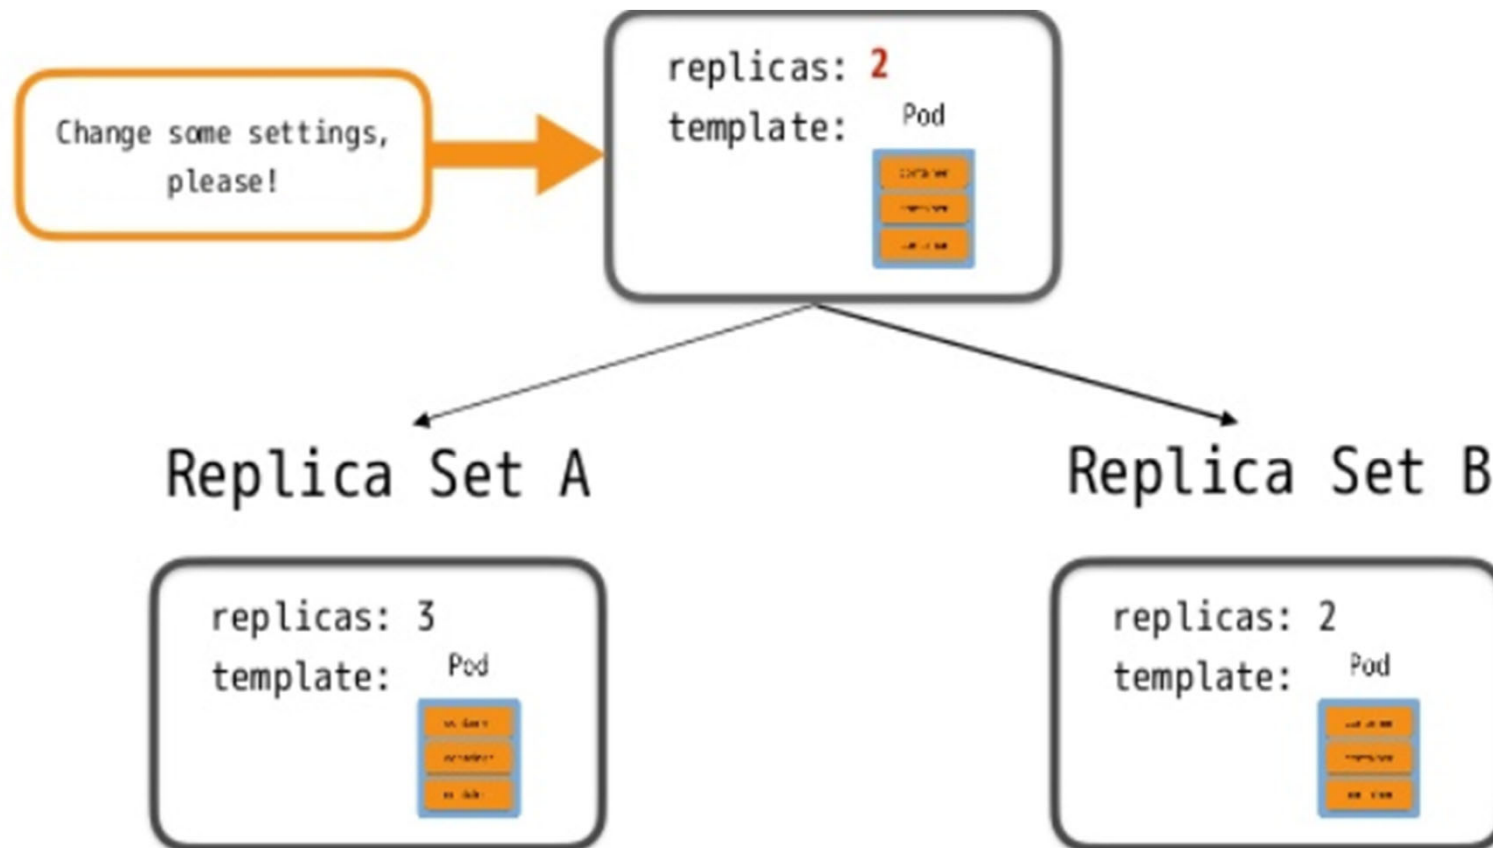 Change some settings,
please!
replicas: 2
template:
Pod
Replica Set A
Replica Set B
replicas: 3
template:
Pod
replicas: 2
template:
Pod